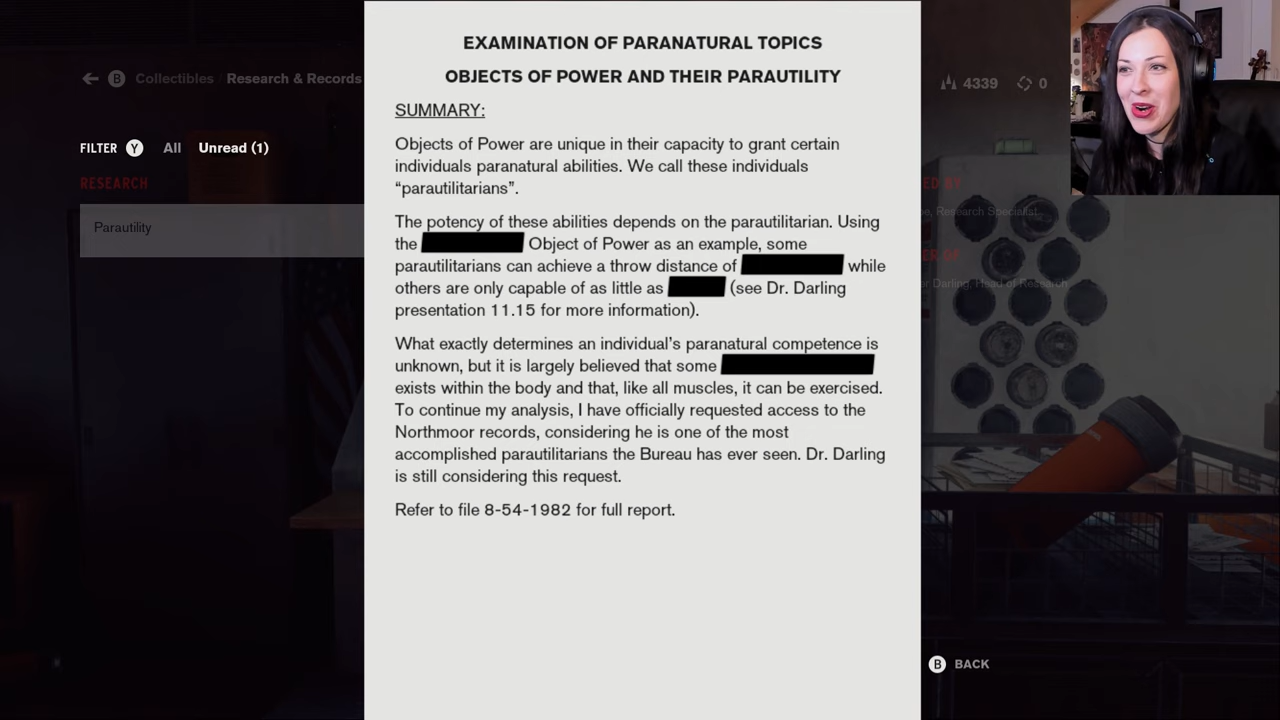 EXAMINATION OF PARANATURAL TOPICS
OBJECTS OF POWER AND THEIR PARAUTILITY
B Collectibles / Research & Records
4339 0
SUMMARY:
FILTER Y All Unread (1)
RESEARCH
Parautility
Objects of Power are unique in their capacity to grant certain
individuals paranatural abilities. We call these individuals
“parautilitarians”.
The potency of these abilities depends on the parautilitarian. Using
the Object of Power as an example, some
parautilitarians can achieve a throw distance of while
others are only capable of as little as (see Dr. Darling
presentation 11.15 for more information).
What exactly determines an individual’s paranatural competence is
unknown, but it is largely believed that some
exists within the body and that, like all muscles, it can be exercised.
To continue my analysis, I have officially requested access to the
Northmoor records, considering he is one of the most
accomplished parautilitarians the Bureau has ever seen. Dr. Darling
is still considering this request.
Refer to file 8-54-1982 for full report.
Research Specialist
Darling, Head of Research
B BACK